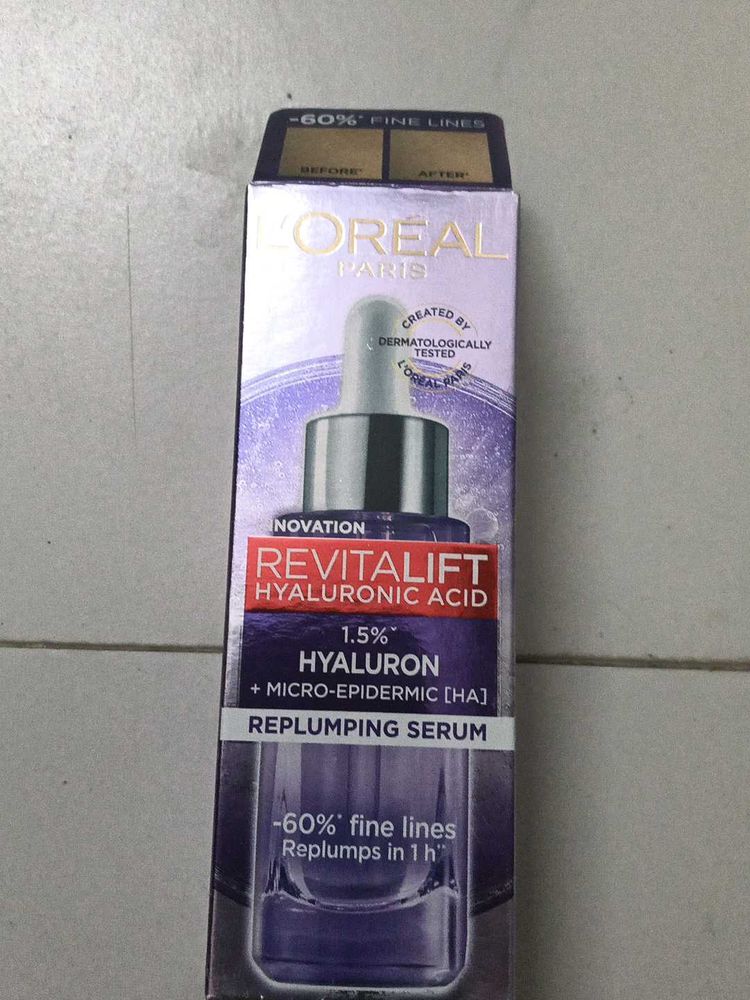 -60%* FINE LINES
BEFORE* AFTER*
L'ORÉAL
PARIS
CREATED BY
DERMATOLOGICALLY
TESTED
L'ORÉAL PARIS
NNOVATION
REVITALIFT
HYALURONIC ACID
1.5%ˇ
HYALURON
+ MICRO-EPIDERMIC [HA]
REPLUMPING SERUM
-60%* fine lines
Replumps in 1 h**